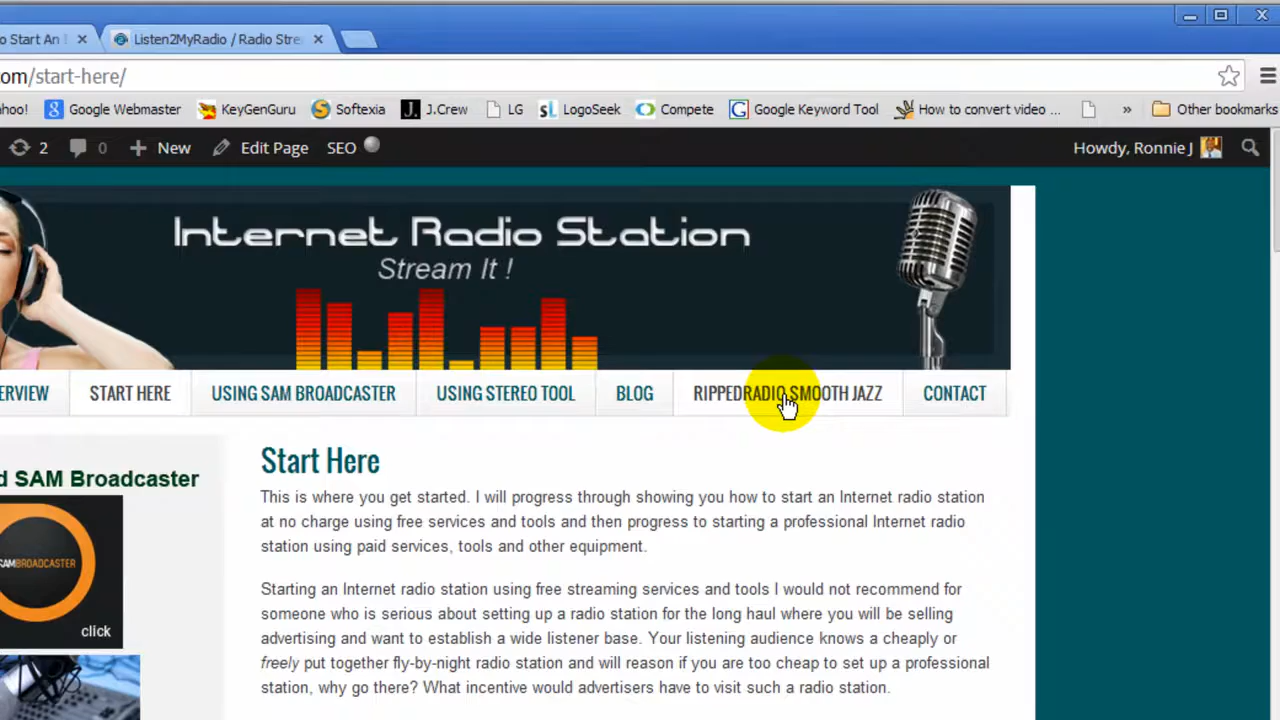 o Start An
Listen2MyRadio / Radio Stre
om/start-here/
hoo! Google Webmaster KeyGenGuru Softexia J.Crew LG LogoSeek Compete Google Keyword Tool How to convert video ... » Other bookmarks
2 0 + New Edit Page SEO Howdy, Ronnie J
Internet Radio Station
Stream It !
ERVIEW START HERE USING SAM BROADCASTER USING STEREO TOOL BLOG RIPPEDRADIO SMOOTH JAZZ CONTACT
d SAM Broadcaster
SAMBROADCASTER
click
Start Here
This is where you get started. I will progress through showing you how to start an Internet radio station
at no charge using free services and tools and then progress to starting a professional Internet radio
station using paid services, tools and other equipment.
Starting an Internet radio station using free streaming services and tools I would not recommend for
someone who is serious about setting up a radio station for the long haul where you will be selling
advertising and want to establish a wide listener base. Your listening audience knows a cheaply or
freely put together fly-by-night radio station and will reason if you are too cheap to set up a professional
station, why go there? What incentive would advertisers have to visit such a radio station.